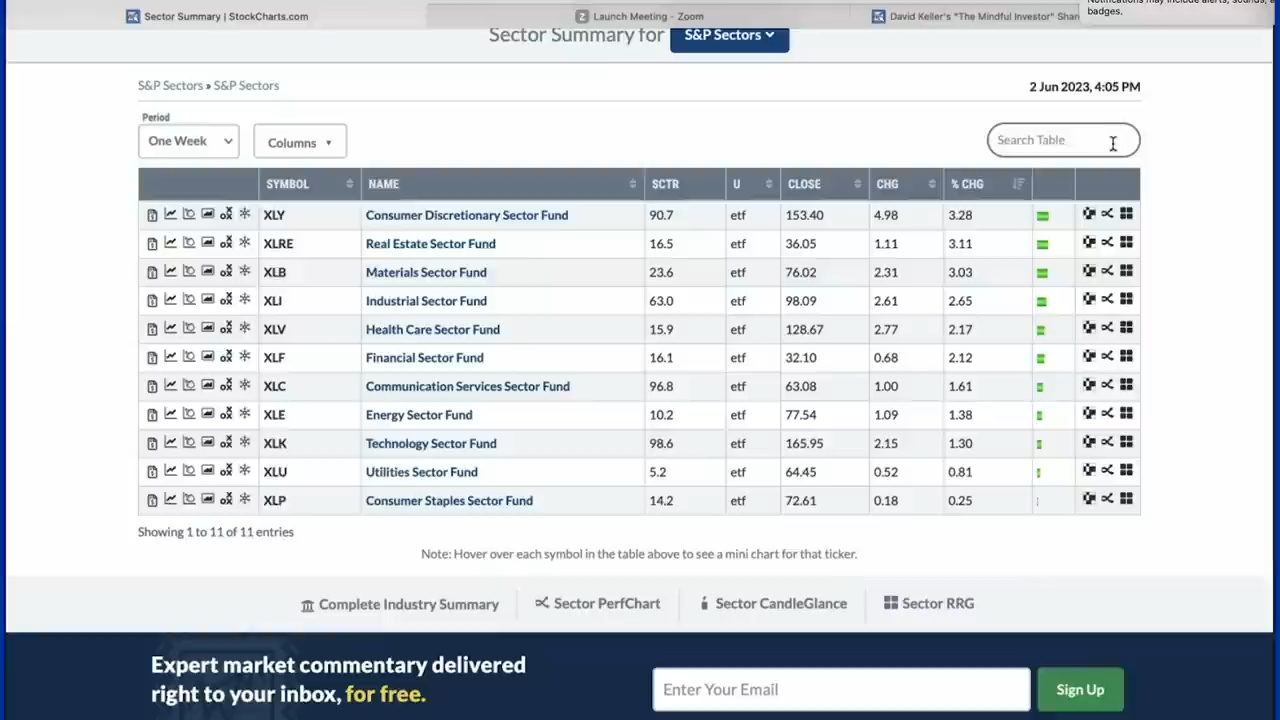 Sector Summary | StockCharts.com
Launch Meeting - Zoom
David Keller's "The Mindful Investor" Shar
badges.
Sector Summary for S&P Sectors
S&P Sectors » S&P Sectors
2 Jun 2023, 4:05 PM
Period
One Week
Columns
Search Table
SYMBOL NAME SCTR U CLOSE CHG % CHG
XLY Consumer Discretionary Sector Fund 90.7 etf 153.40 4.98 3.28
XLRE Real Estate Sector Fund 16.5 etf 36.05 1.11 3.11
XLB Materials Sector Fund 23.6 etf 76.02 2.31 3.03
XLI Industrial Sector Fund 63.0 etf 98.09 2.61 2.65
XLV Health Care Sector Fund 15.9 etf 128.67 2.77 2.17
XLF Financial Sector Fund 16.1 etf 32.10 0.68 2.12
XLC Communication Services Sector Fund 96.8 etf 63.08 1.00 1.61
XLE Energy Sector Fund 10.2 etf 77.54 1.09 1.38
XLK Technology Sector Fund 98.6 etf 165.95 2.15 1.30
XLU Utilities Sector Fund 5.2 etf 64.45 0.52 0.81
XLP Consumer Staples Sector Fund 14.2 etf 72.61 0.18 0.25
Showing 1 to 11 of 11 entries
Note: Hover over each symbol in the table above to see a mini chart for that ticker.
Complete Industry Summary Sector PerfChart Sector CandleGlance Sector RRG
Expert market commentary delivered
right to your inbox, for free.
Enter Your Email
Sign Up